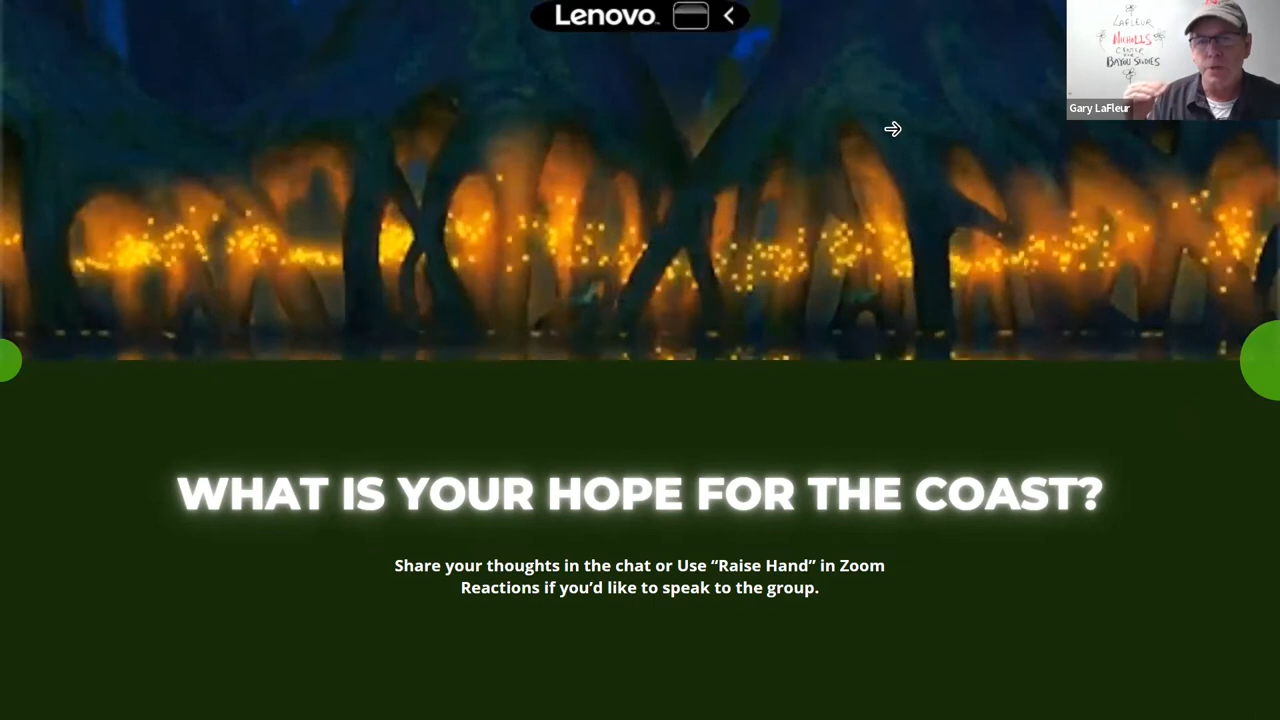 Lenovo
LAFLEUR
NICHOLLS
CENTER
BAYOU STUDIES
Gary LaFleur
WHAT IS YOUR HOPE FOR THE COAST?
Share your thoughts in the chat or Use “Raise Hand” in Zoom
Reactions if you’d like to speak to the group.